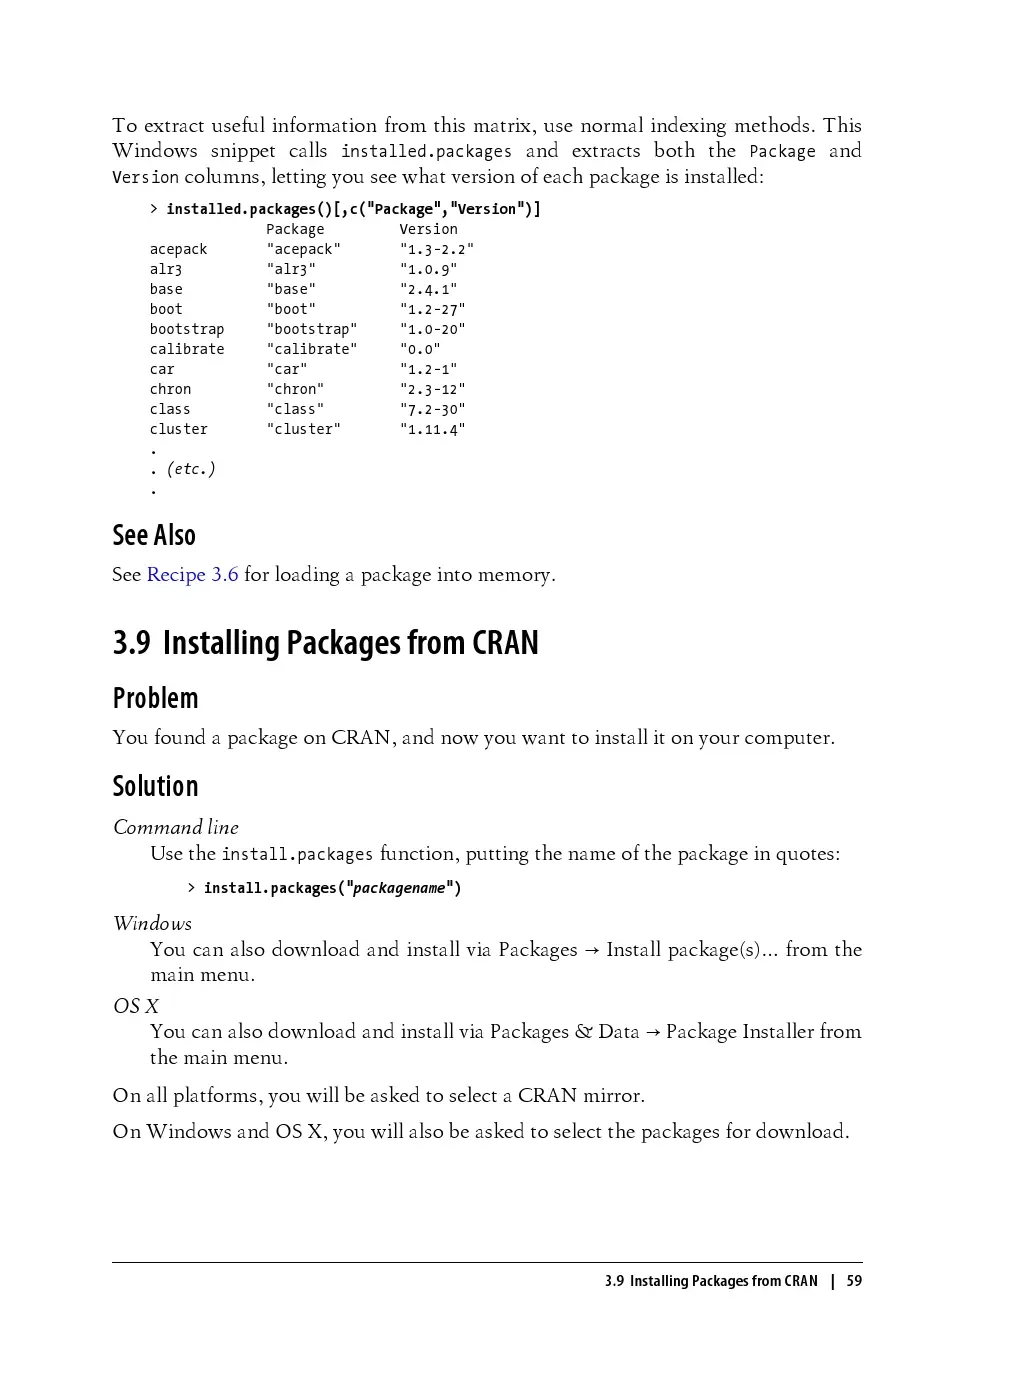 To extract useful information from this matrix, use normal indexing methods. This
Windows snippet calls installed.packages and extracts both the Package and
Version columns, letting you see what version of each package is installed:
> installed.packages()[,c("Package","Version")]
Package Version
acepack "acepack" "1.3-2.2"
alr3 "alr3" "1.0.9"
base "base" "2.4.1"
boot "boot" "1.2-27"
bootstrap "bootstrap" "1.0-20"
calibrate "calibrate" "0.0"
car "car" "1.2-1"
chron "chron" "2.3-12"
class "class" "7.2-30"
cluster "cluster" "1.11.4"
.
. (etc.)
.
See Also
See Recipe 3.6 for loading a package into memory.
3.9 Installing Packages from CRAN
Problem
You found a package on CRAN, and now you want to install it on your computer.
Solution
Command line
Use the install.packages function, putting the name of the package in quotes:
> install.packages("packagename")
Windows
You can also download and install via Packages → Install package(s)... from the
main menu.
OS X
You can also download and install via Packages & Data → Package Installer from
the main menu.
On all platforms, you will be asked to select a CRAN mirror.
On Windows and OS X, you will also be asked to select the packages for download.
3.9 Installing Packages from CRAN | 59